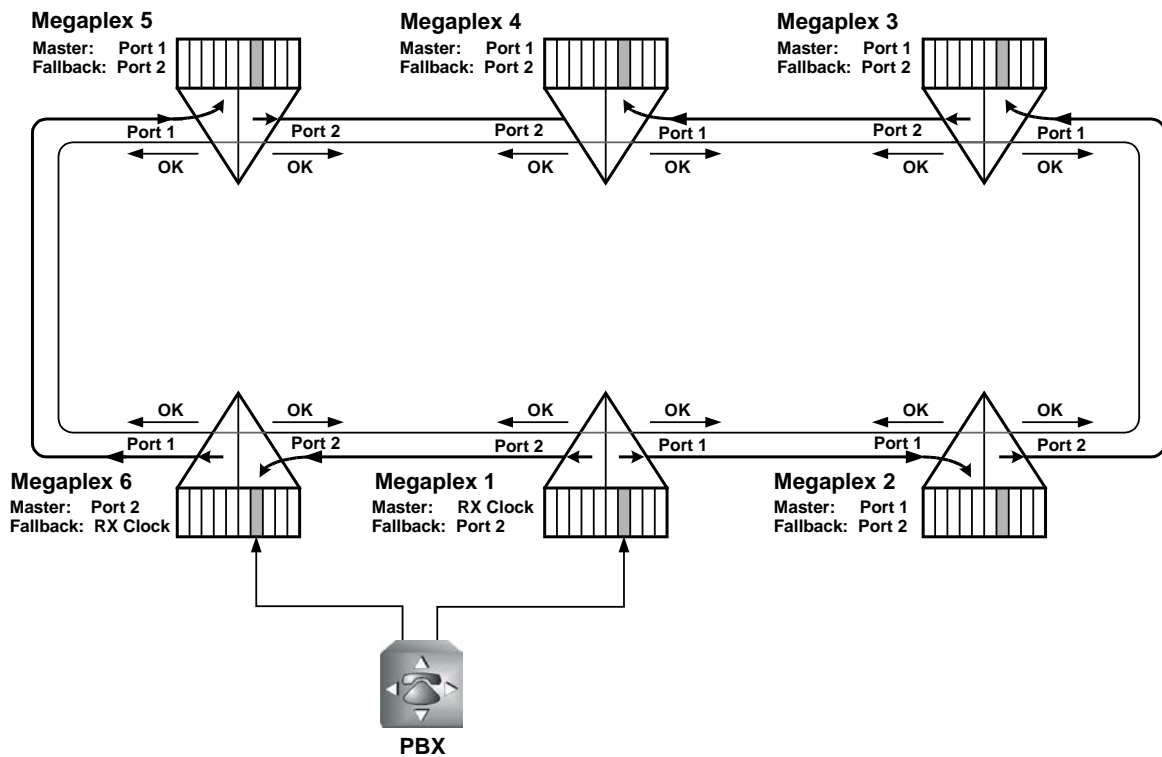 Megaplex 5
Master: Port 1
Fallback: Port 2
Megaplex 4
Master: Port 1
Fallback: Port 2
Megaplex 3
Master: Port 1
Fallback: Port 2
Port 1
Port 2
Port 2
Port 1
Port 2
Port 1
OK
OK
OK
OK
OK
OK
OK
OK
OK
OK
OK
OK
Port 1
Port 2
Port 2
Port 1
Port 1
Port 2
Megaplex 6
Master: Port 2
Fallback: RX Clock
Megaplex 1
Master: RX Clock
Fallback: Port 2
Megaplex 2
Master: Port 1
Fallback: Port 2
PBX